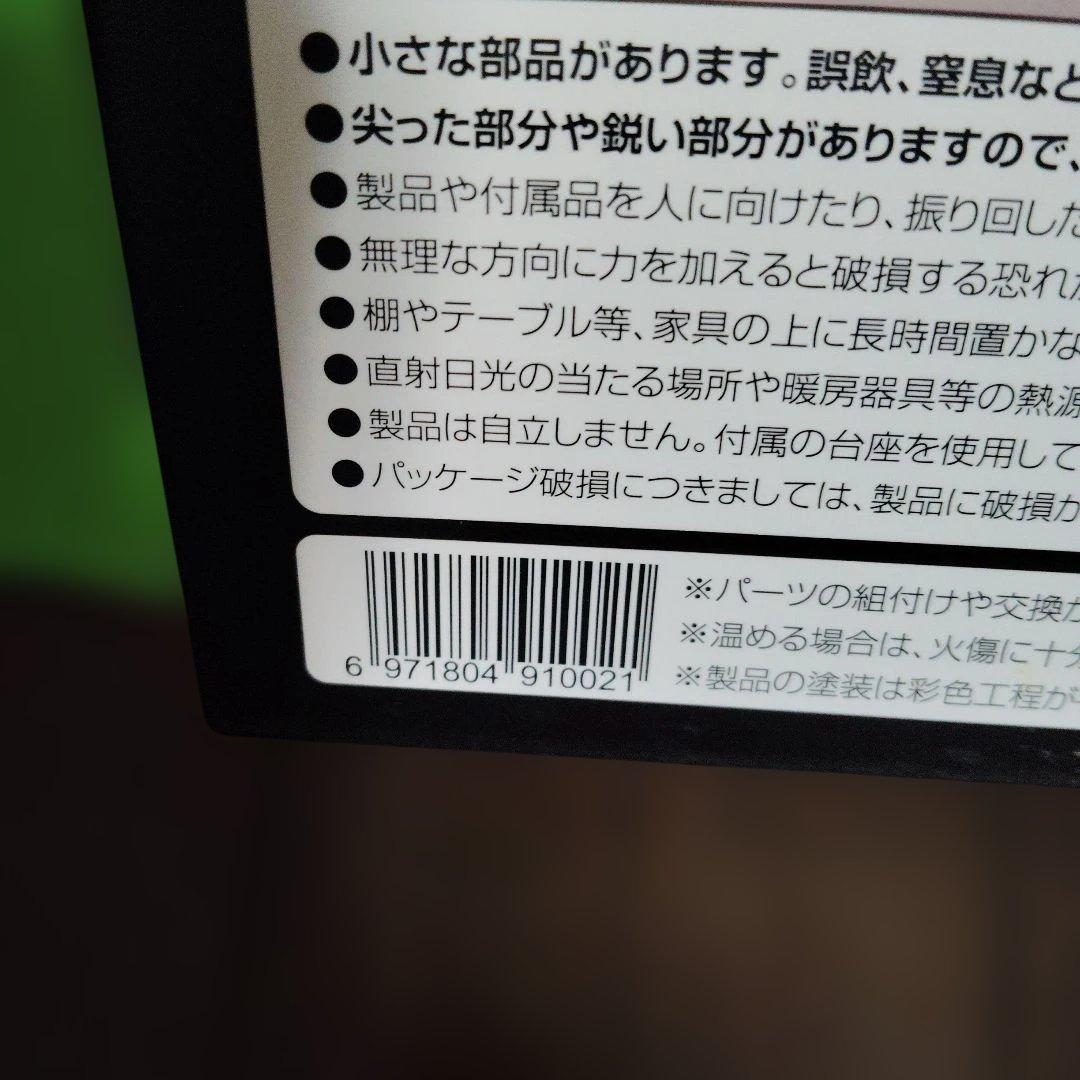 ●小さな部品があります。誤飲、窒息など
●尖った部分や鋭い部分がありますので、
●製品や付属品を人に向けたり、振り回した
●無理な方向に力を加えると破損する恐れが
●棚やテーブル等、家具の上に長時間置かな
●直射日光の当たる場所や暖房器具等の熱源
●製品は自立しません。付属の台座を使用して
●パッケージ破損につきましては、製品に破損が
※パーツの組付けや交換が
※温める場合は、火傷に十分
※製品の塗装は彩色工程が
6 971804 910021